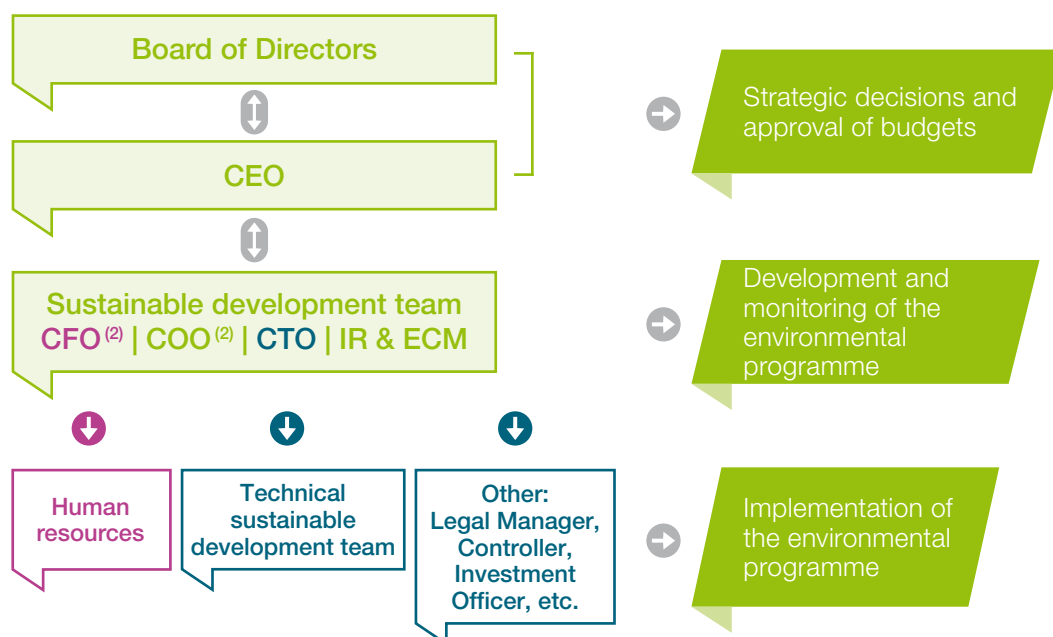 Board of Directors
CEO
Strategic decisions and
approval of budgets
Sustainable development team
CFO (2) | COO (2) | CTO | IR & ECM
Development and
monitoring of the
environmental
programme
Human
resources
Technical
sustainable
development team
Other:
Legal Manager,
Controller,
Investment
Officer, etc.
Implementation of
the environmental
programme